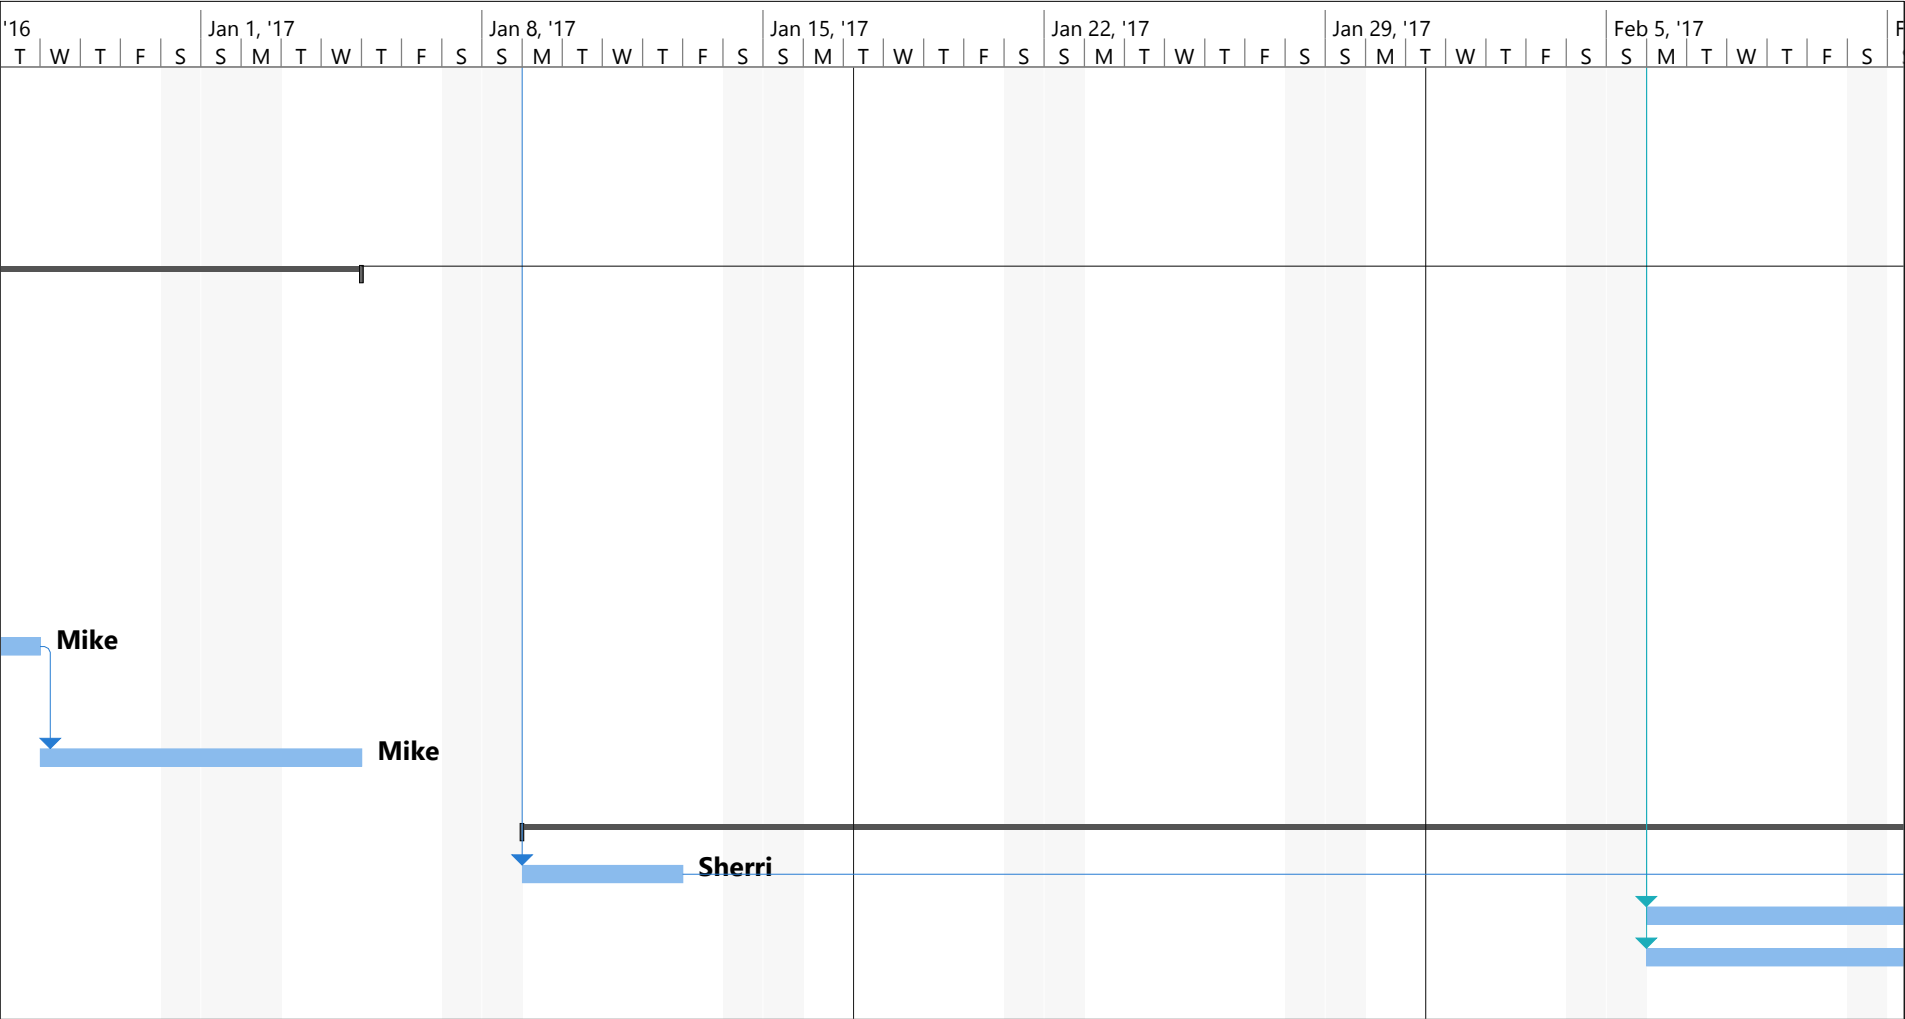 '16 Jan 1, '17 Jan 8, '17 Jan 15, '17 Jan 22, '17 Jan 29, '17 Feb 5, '17 F
T W T F S S M T W T F S S M T W T F S S M T W T F S S M T W T F S S M T W T F S S M T W T F S
Mike
Mike
Sherri